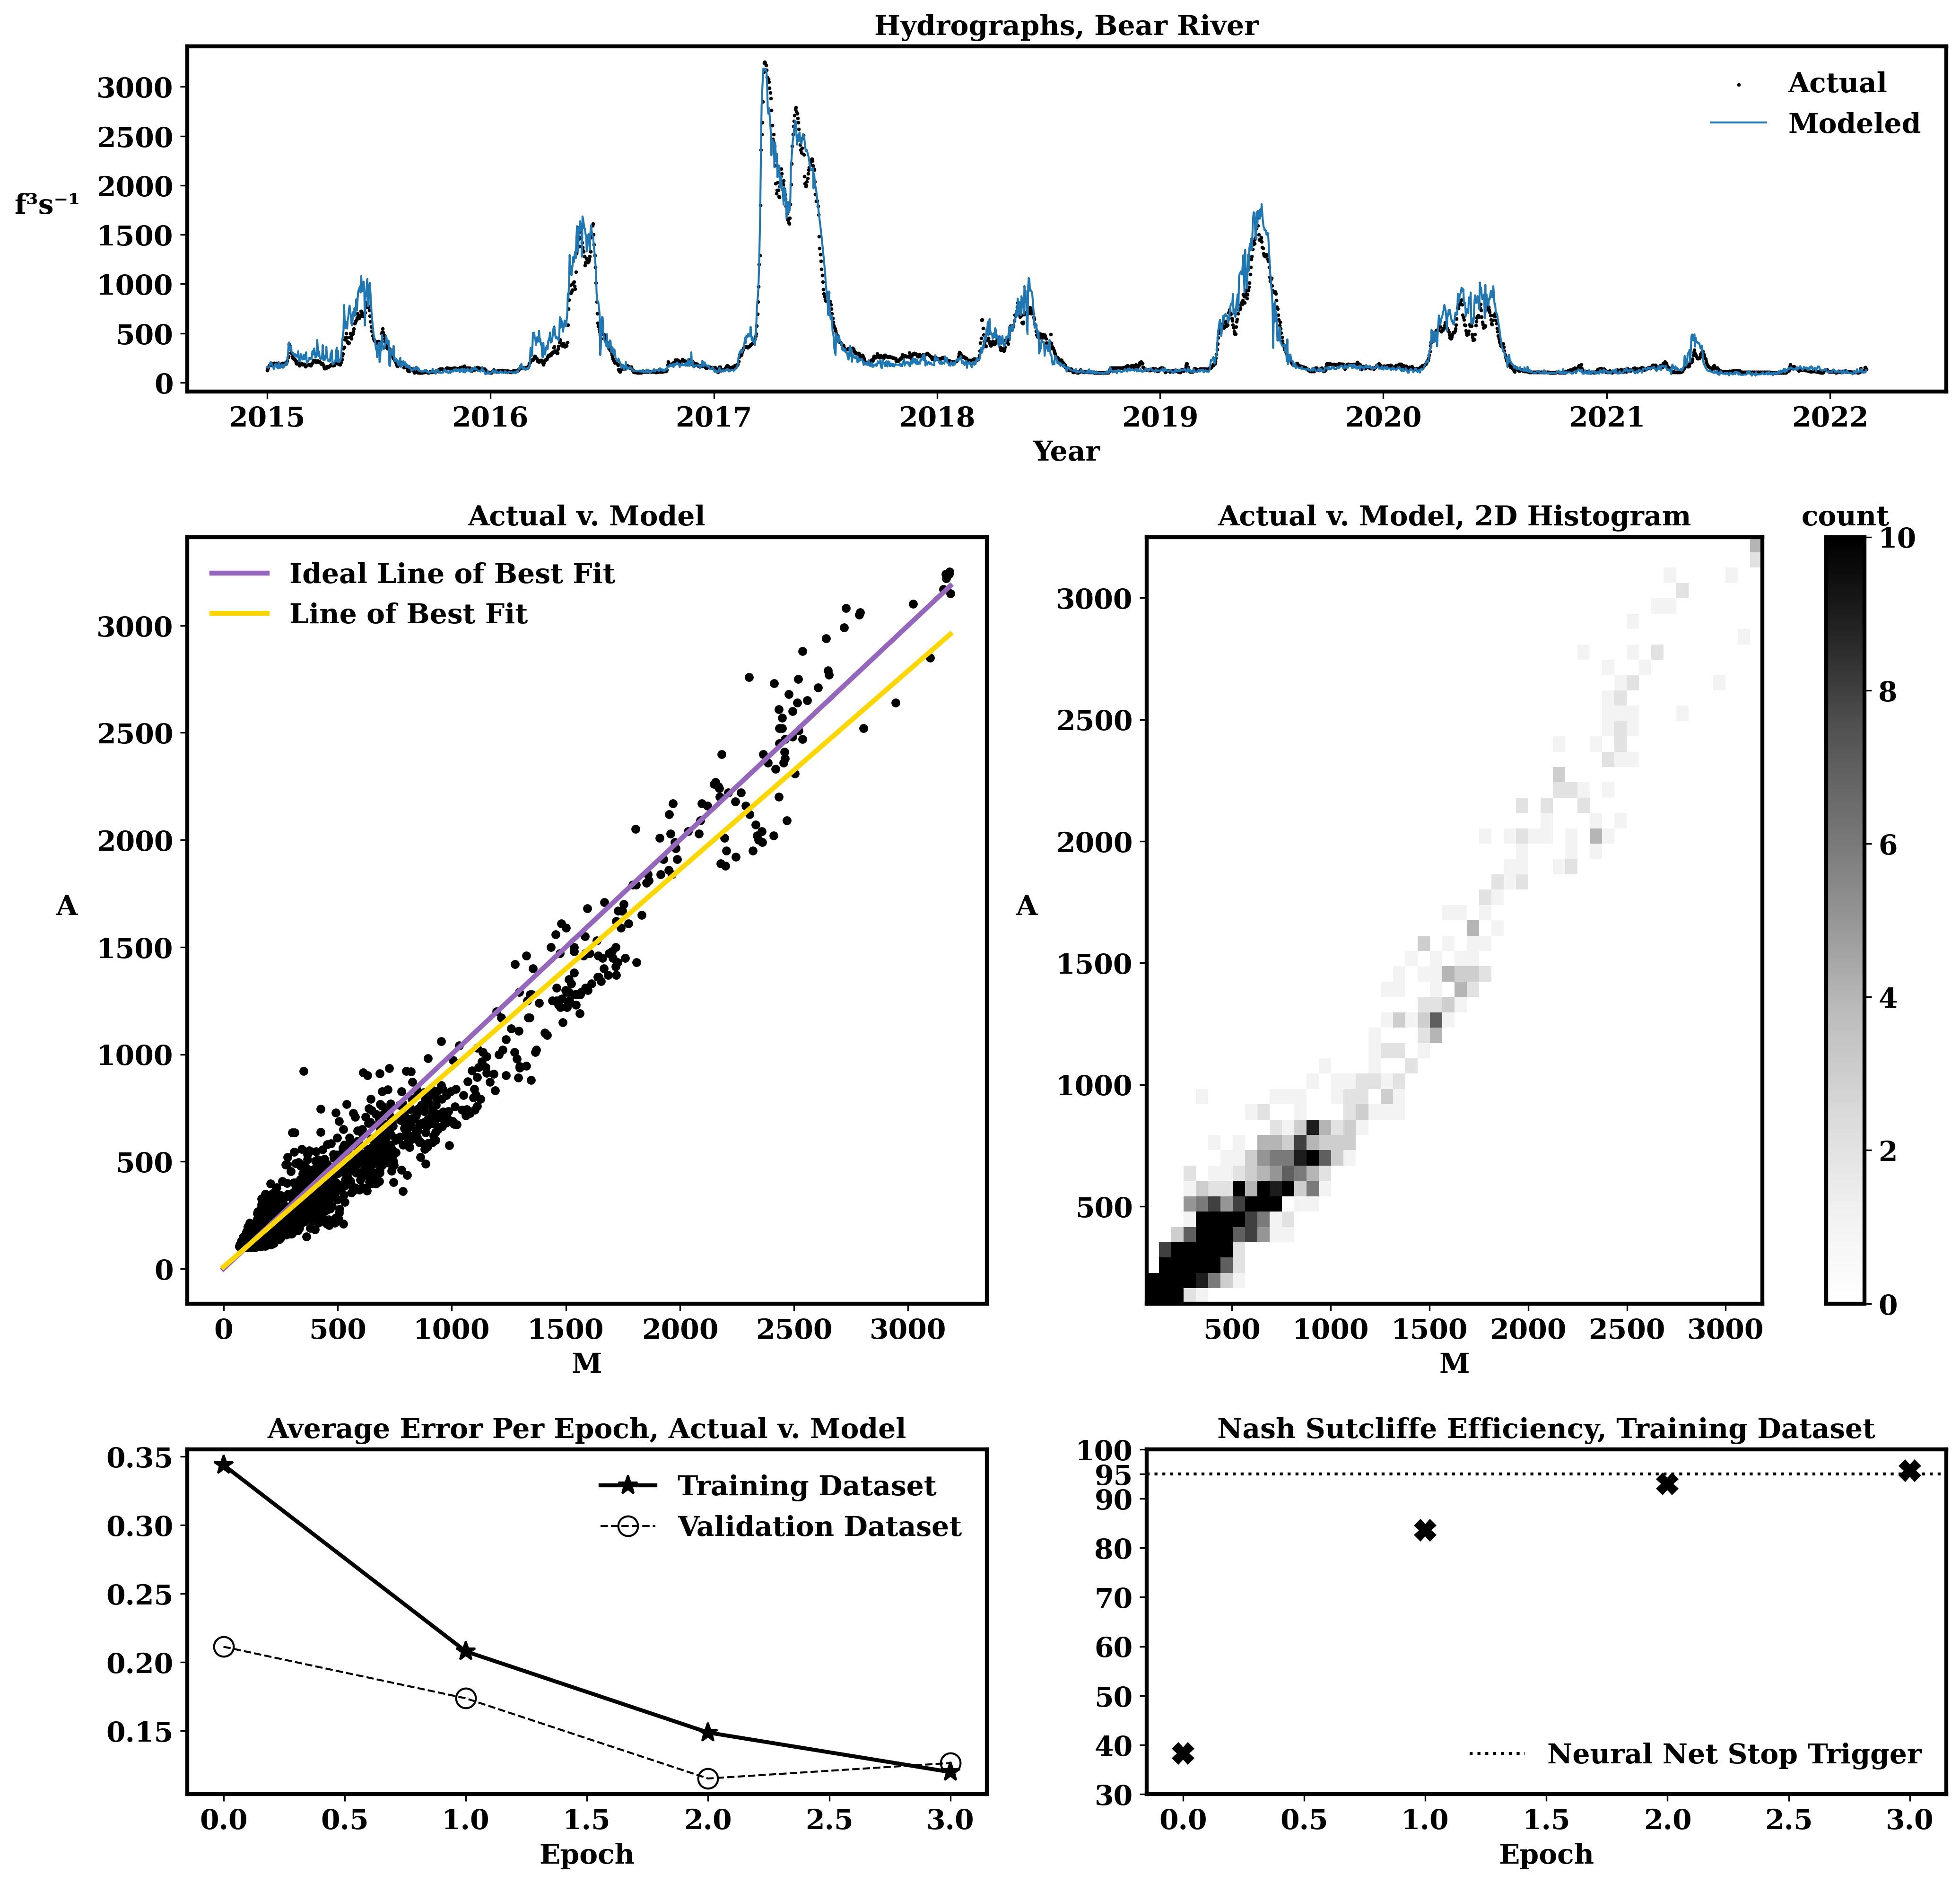 Hydrographs, Bear River
3000
2500
2000
1500
1000
500
0
f³s⁻¹
Actual
Modeled
2015 2016 2017 2018 2019 2020 2021 2022
Year
Actual v. Model
Ideal Line of Best Fit
Line of Best Fit
3000
2500
2000
1500
1000
500
0
A
0 500 1000 1500 2000 2500 3000
M
Actual v. Model, 2D Histogram
3000
2500
2000
1500
1000
500
A
500 1000 1500 2000 2500 3000
M
count
10
8
6
4
2
0
Average Error Per Epoch, Actual v. Model
0.35
0.30
0.25
0.20
0.15
Training Dataset
Validation Dataset
0.0 0.5 1.0 1.5 2.0 2.5 3.0
Epoch
Nash Sutcliffe Efficiency, Training Dataset
100
95
90
80
70
60
50
40
30
Neural Net Stop Trigger
0.0 0.5 1.0 1.5 2.0 2.5 3.0
Epoch